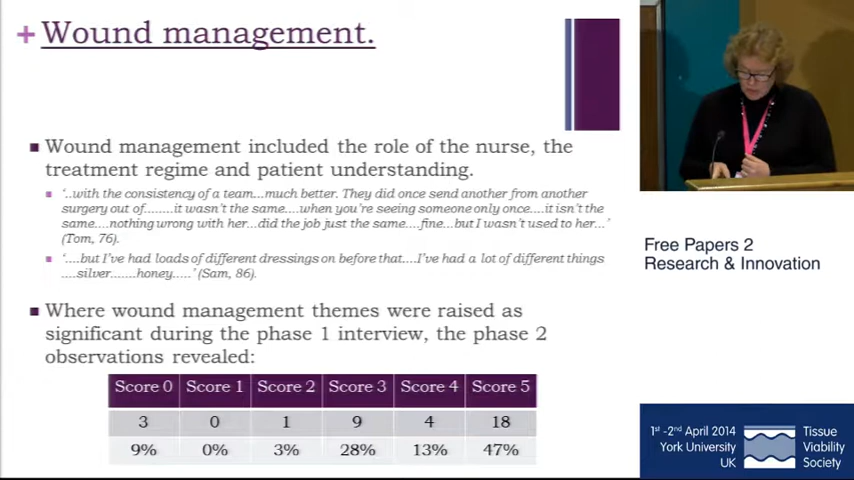 + Wound management.
Wound management included the role of the nurse, the
treatment regime and patient understanding.
‘..with the consistency of a team...much better. They did once send another from another
surgery out of........it wasn't the same....when you're seeing someone only once....it isn't the
same....nothing wrong with her...did the job just the same....fine...but I wasn't used to her...’
(Tom, 76).
‘....but I've had loads of different dressings on before that....I've had a lot of different things
....silver.......honey.....’ (Sam, 86).
Where wound management themes were raised as
significant during the phase 1 interview, the phase 2
observations revealed:
Score 0 Score 1 Score 2 Score 3 Score 4 Score 5
3 0 1 9 4 18
9% 0% 3% 28% 13% 47%
Free Papers 2
Research & Innovation
1st -2nd April 2014
York University
UK
Tissue
Viability
Society